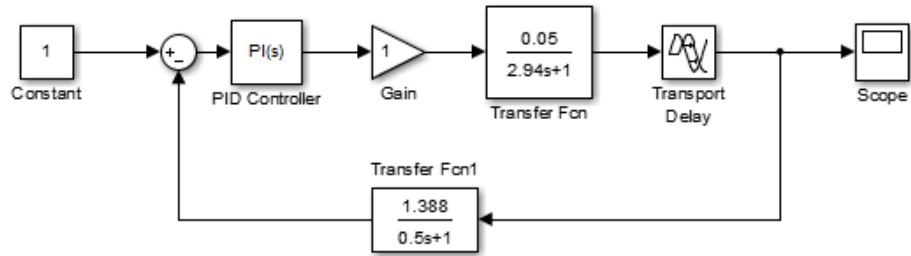 1
Constant
+
−
PI(s)
PID Controller
1
Gain
0.05
2.94s+1
Transfer Fcn
Transport
Delay
Scope
Transfer Fcn1
1.388
0.5s+1